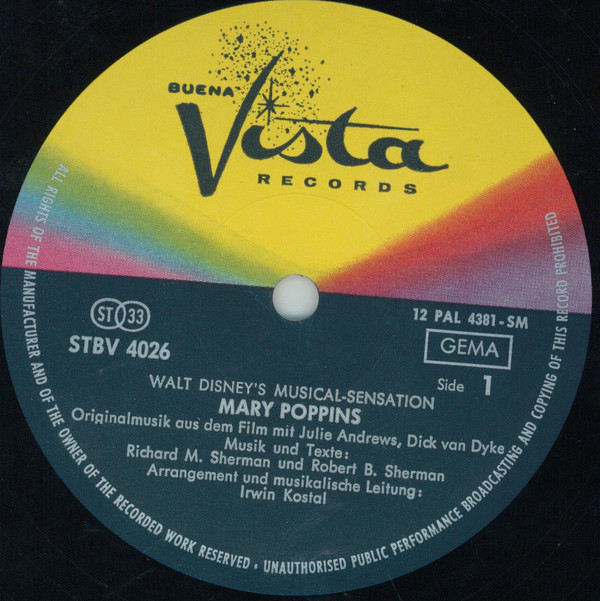 BUENA
Vista
RECORDS
ST 33
STBV 4026
12 PAL 4381-SM
GEMA
Side 1
WALT DISNEY'S MUSICAL-SENSATION
MARY POPPINS
Originalmusik aus dem Film mit Julie Andrews, Dick van Dyke
Musik und Texte:
Richard M. Sherman und Robert B. Sherman
Arrangement und musikalische Leitung:
Irwin Kostal
ALL RIGHTS OF THE MANUFACTURER AND OF THE OWNER OF THE RECORDED WORK RESERVED • UNAUTHORISED PUBLIC PERFORMANCE BROADCASTING AND COPYING OF THIS RECORD PROHIBITED